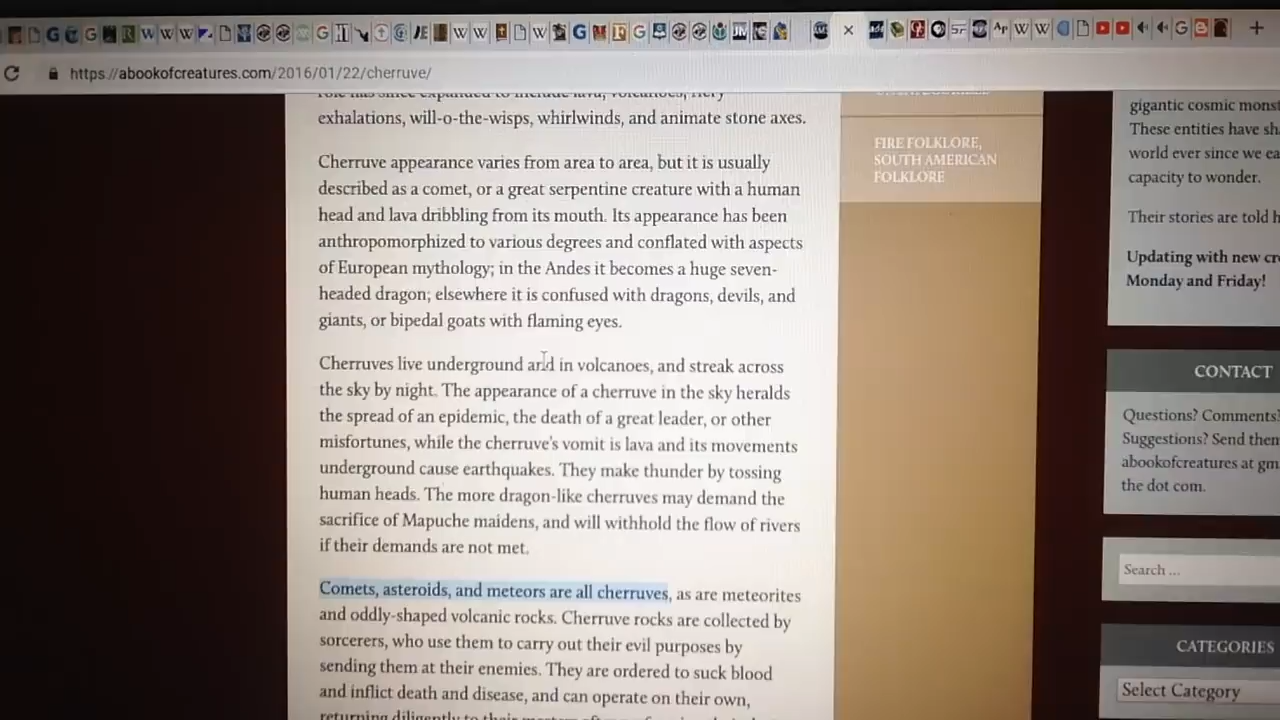 https://abookofcreatures.com/2016/01/22/cherruve/
exhalations, will-o-the-wisps, whirlwinds, and animate stone axes.
Cherruve appearance varies from area to area, but it is usually
described as a comet, or a great serpentine creature with a human
head and lava dribbling from its mouth. Its appearance has been
anthropomorphized to various degrees and conflated with aspects
of European mythology; in the Andes it becomes a huge seven-
headed dragon; elsewhere it is confused with dragons, devils, and
giants, or bipedal goats with flaming eyes.
Cherruves live underground and in volcanoes, and streak across
the sky by night. The appearance of a cherruve in the sky heralds
the spread of an epidemic, the death of a great leader, or other
misfortunes, while the cherruve's vomit is lava and its movements
underground cause earthquakes. They make thunder by tossing
human heads. The more dragon-like cherruves may demand the
sacrifice of Mapuche maidens, and will withhold the flow of rivers
if their demands are not met.
Comets, asteroids, and meteors are all cherruves, as are meteorites
and oddly-shaped volcanic rocks. Cherruve rocks are collected by
sorcerers, who use them to carry out their evil purposes by
sending them at their enemies. They are ordered to suck blood
and inflict death and disease, and can operate on their own,
FIRE FOLKLORE,
SOUTH AMERICAN
FOLKLORE
gigantic cosmic monst
These entities have sh
world ever since we ea
capacity to wonder.
Their stories are told h
Updating with new cr
Monday and Friday!
CONTACT
Questions? Comments?
Suggestions? Send them
abookofcreatures at gm
the dot com.
Search ...
CATEGORIES
Select Category